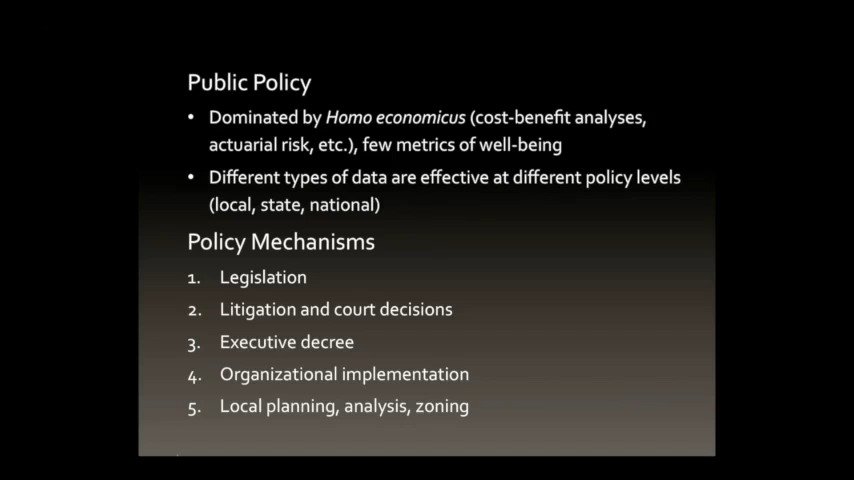 Public Policy
• Dominated by Homo economicus (cost-benefit analyses,
actuarial risk, etc.), few metrics of well-being
• Different types of data are effective at different policy levels
(local, state, national)
Policy Mechanisms
1. Legislation
2. Litigation and court decisions
3. Executive decree
4. Organizational implementation
5. Local planning, analysis, zoning